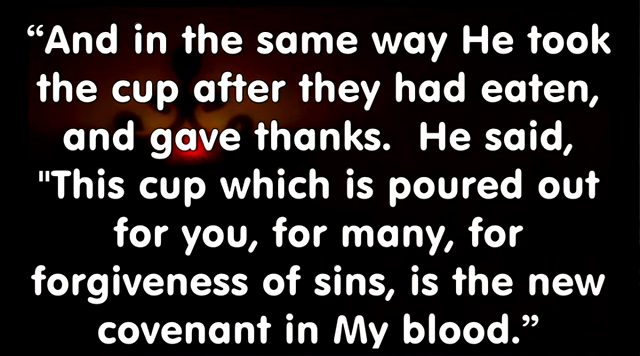 “And in the same way He took
the cup after they had eaten,
and gave thanks.  He said,
"This cup which is poured out
for you, for many, for
forgiveness of sins, is the new
covenant in My blood.”